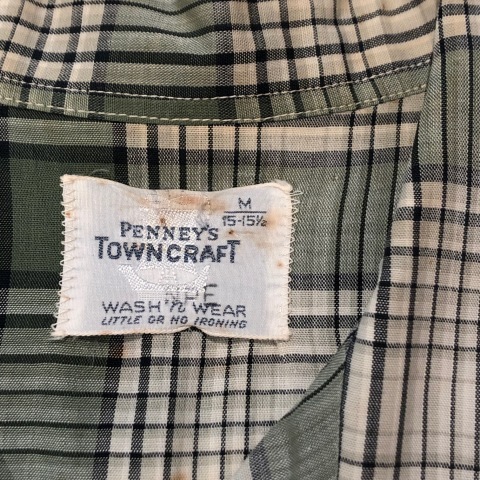 M
15-15½
PENNEY'S
TOWNCRAFT
WASH 'n' WEAR
LITTLE OR NO IRONING